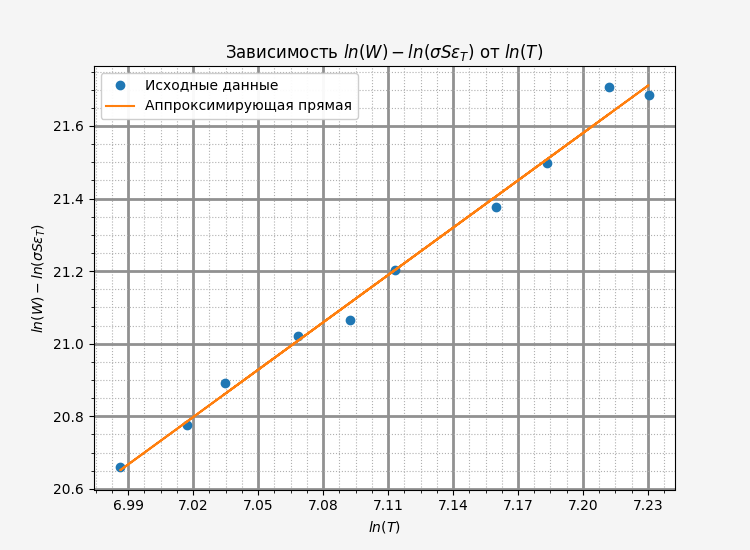 Зависимость ln(W) − ln(σSε_T) от ln(T)
Исходные данные
Аппроксимирующая прямая
ln(W) − ln(σSε_T)
21.6
21.4
21.2
21.0
20.8
20.6
6.99 7.02 7.05 7.08 7.11 7.14 7.17 7.20 7.23
ln(T)